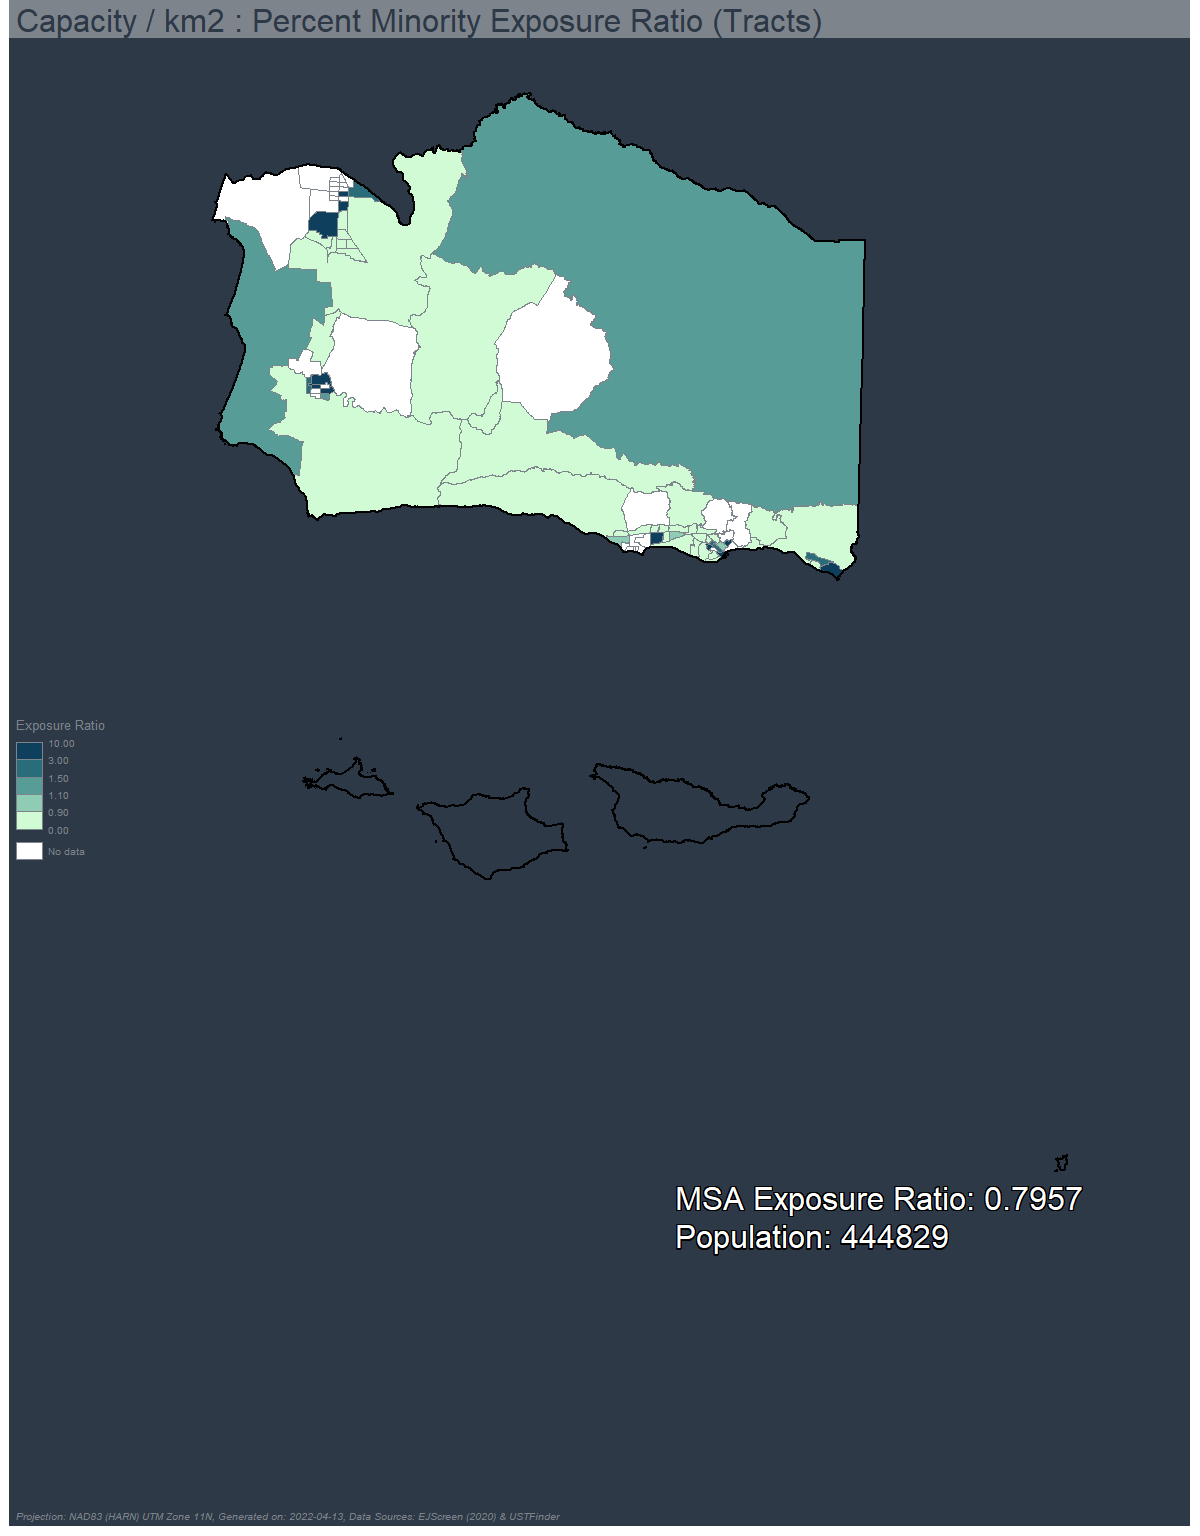 Capacity / km2 : Percent Minority Exposure Ratio (Tracts)
Exposure Ratio
10.00
3.00
1.50
1.10
0.90
0.00
No data
MSA Exposure Ratio: 0.7957
Population: 444829
Projection: NAD83 (HARN) UTM Zone 11N, Generated on: 2022-04-13, Data Sources: EJScreen (2020) & USTFinder